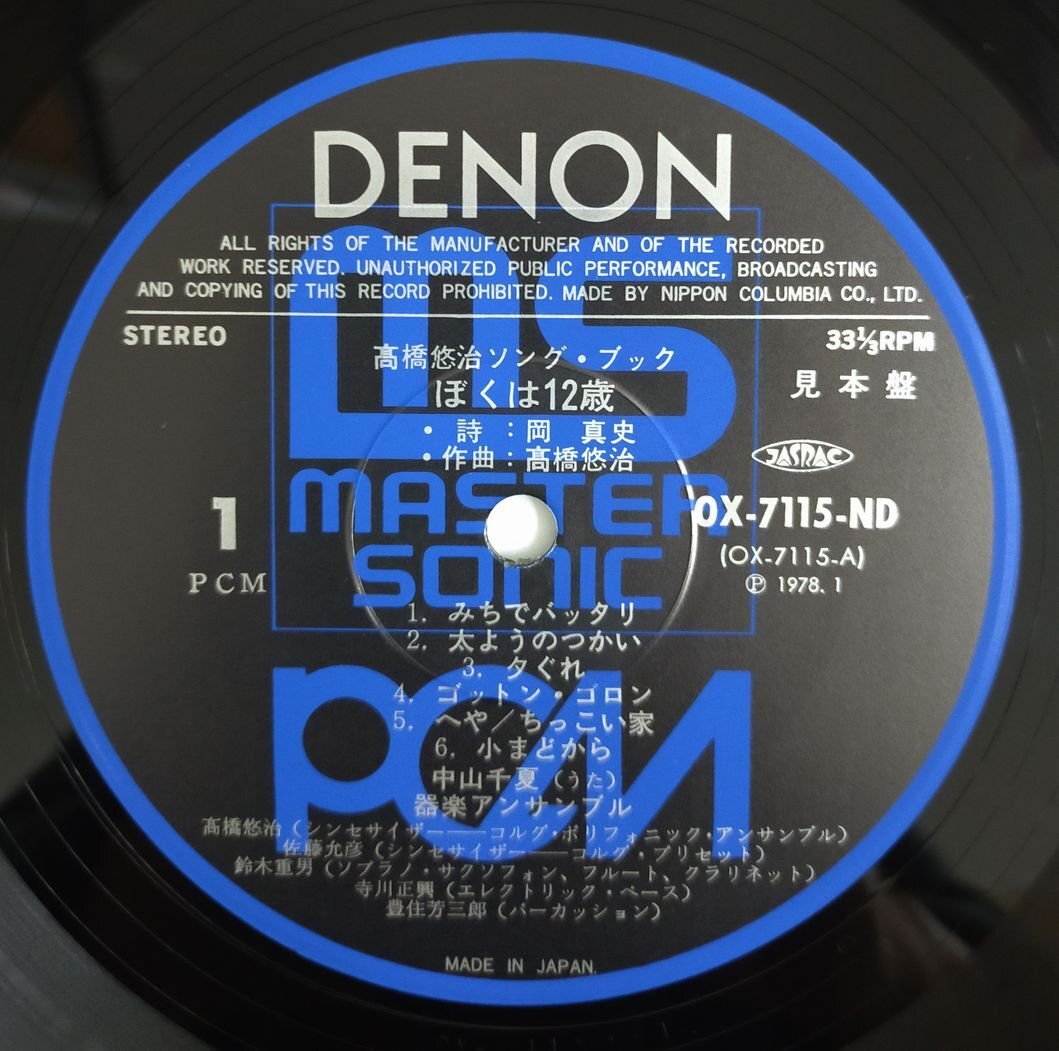 DENON
ALL RIGHTS OF THE MANUFACTURER AND OF THE RECORDED
WORK RESERVED. UNAUTHORIZED PUBLIC PERFORMANCE, BROADCASTING
AND COPYING OF THIS RECORD PROHIBITED. MADE BY NIPPON COLUMBIA CO., LTD.
STEREO
33⅓RPM
ms
髙橋悠治ソング・ブック
ぼくは12歳
見本盤
・詩：岡 真史
・作曲：髙橋悠治
JASRAC
MASTER
SONIC
1
PCM
OX-7115-ND
(OX-7115-A)
Ⓟ 1978. 1
1. みちでバッタリ
2. 太ようのつかい
3. 夕ぐれ
4. ゴットン・ゴロン
5. へや／ちっこい家
6. 小まどから
PCM
中山千夏（うた）
器楽アンサンブル
髙橋悠治（シンセサイザー――コルグ・ポリフォニック・アンサンブル）
佐藤允彦（シンセサイザー――コルグ・プリセット）
鈴木重男（ソプラノ・サクソフォン、フルート、クラリネット）
寺川正興（エレクトリック・ベース）
豊住芳三郎（パーカッション）
MADE IN JAPAN.